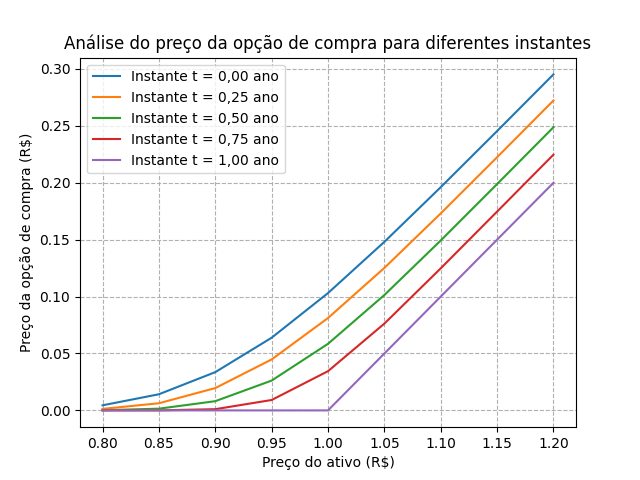 Análise do preço da opção de compra para diferentes instantes
Instante t = 0,00 ano
Instante t = 0,25 ano
Instante t = 0,50 ano
Instante t = 0,75 ano
Instante t = 1,00 ano
Preço da opção de compra (R$)
0.30
0.25
0.20
0.15
0.10
0.05
0.00
0.80 0.85 0.90 0.95 1.00 1.05 1.10 1.15 1.20
Preço do ativo (R$)